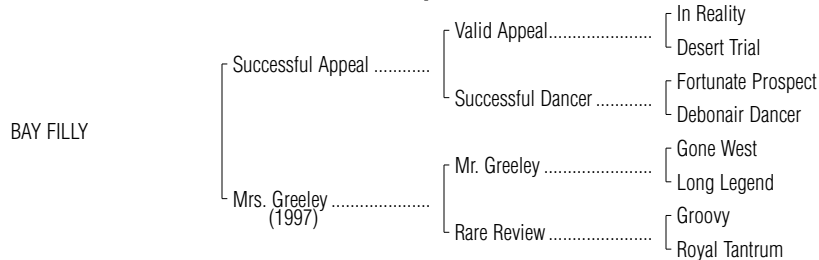 In Reality
Valid Appeal......................
Desert Trial
Successful Appeal ............
Fortunate Prospect
Successful Dancer ............
Debonair Dancer
BAY FILLY
Gone West
Mr. Greeley .......................
Long Legend
Mrs. Greeley .....................
(1997)
Groovy
Rare Review......................
Royal Tantrum